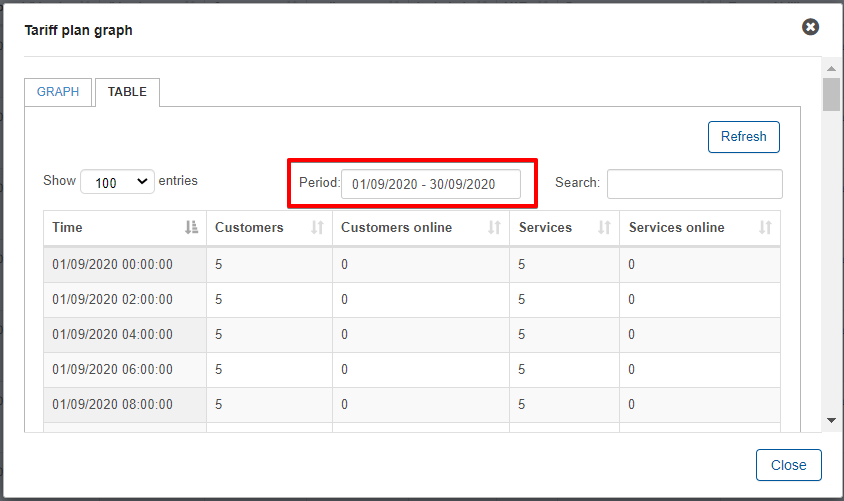 Tariff plan graph
GRAPH TABLE
Refresh
Show 100 entries Period: 01/09/2020 - 30/09/2020 Search:
Time Customers Customers online Services Services online
01/09/2020 00:00:00 5 0 5 0
01/09/2020 02:00:00 5 0 5 0
01/09/2020 04:00:00 5 0 5 0
01/09/2020 06:00:00 5 0 5 0
01/09/2020 08:00:00 5 0 5 0
Close